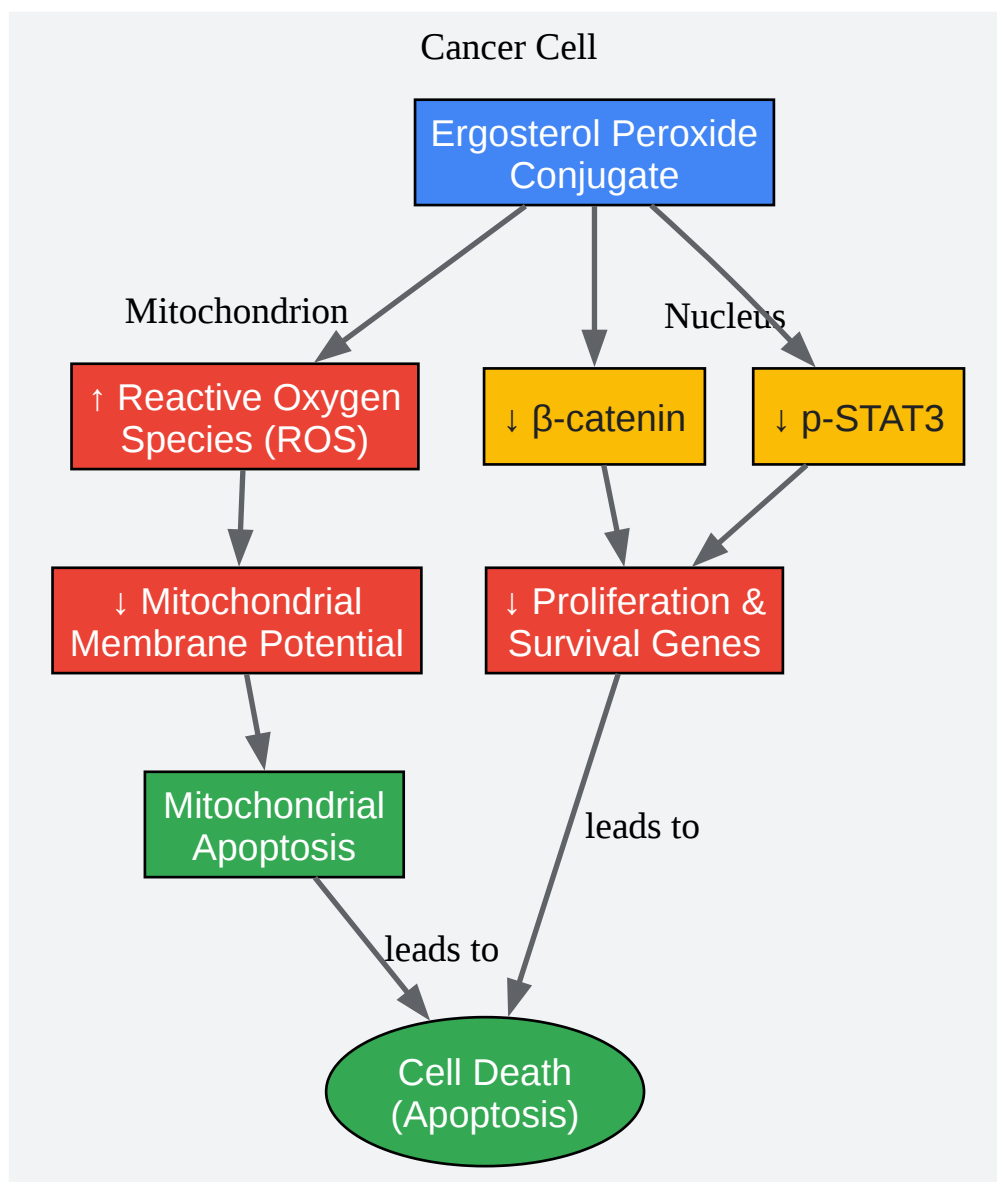 Cancer Cell
Ergosterol Peroxide
Conjugate
Mitochondrion
Nucleus
↑ Reactive Oxygen
Species (ROS)
↓ β-catenin
↓ p-STAT3
↓ Mitochondrial
Membrane Potential
↓ Proliferation &
Survival Genes
Mitochondrial
Apoptosis
leads to
leads to
Cell Death
(Apoptosis)